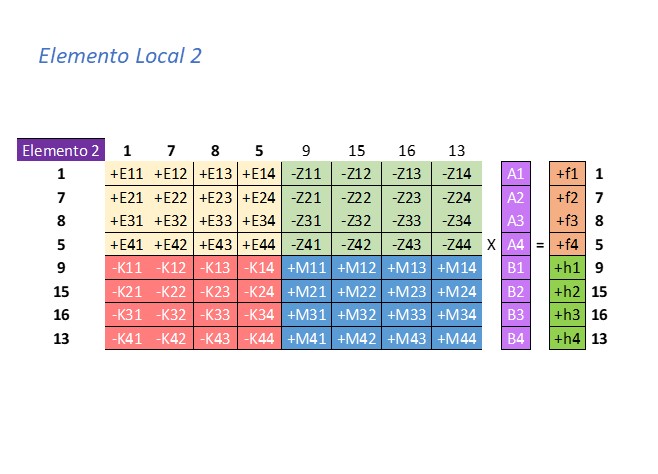 Elemento Local 2
Elemento 2 1 7 8 5 9 15 16 13
1 +E11 +E12 +E13 +E14 -Z11 -Z12 -Z13 -Z14 A1 +f1 1
7 +E21 +E22 +E23 +E24 -Z21 -Z22 -Z23 -Z24 A2 +f2 7
8 +E31 +E32 +E33 +E34 -Z31 -Z32 -Z33 -Z34 A3 +f3 8
5 +E41 +E42 +E43 +E44 -Z41 -Z42 -Z43 -Z44 X A4 = +f4 5
9 -K11 -K12 -K13 -K14 +M11 +M12 +M13 +M14 B1 +h1 9
15 -K21 -K22 -K23 -K24 +M21 +M22 +M23 +M24 B2 +h2 15
16 -K31 -K32 -K33 -K34 +M31 +M32 +M33 +M34 B3 +h3 16
13 -K41 -K42 -K43 -K44 +M41 +M42 +M43 +M44 B4 +h4 13